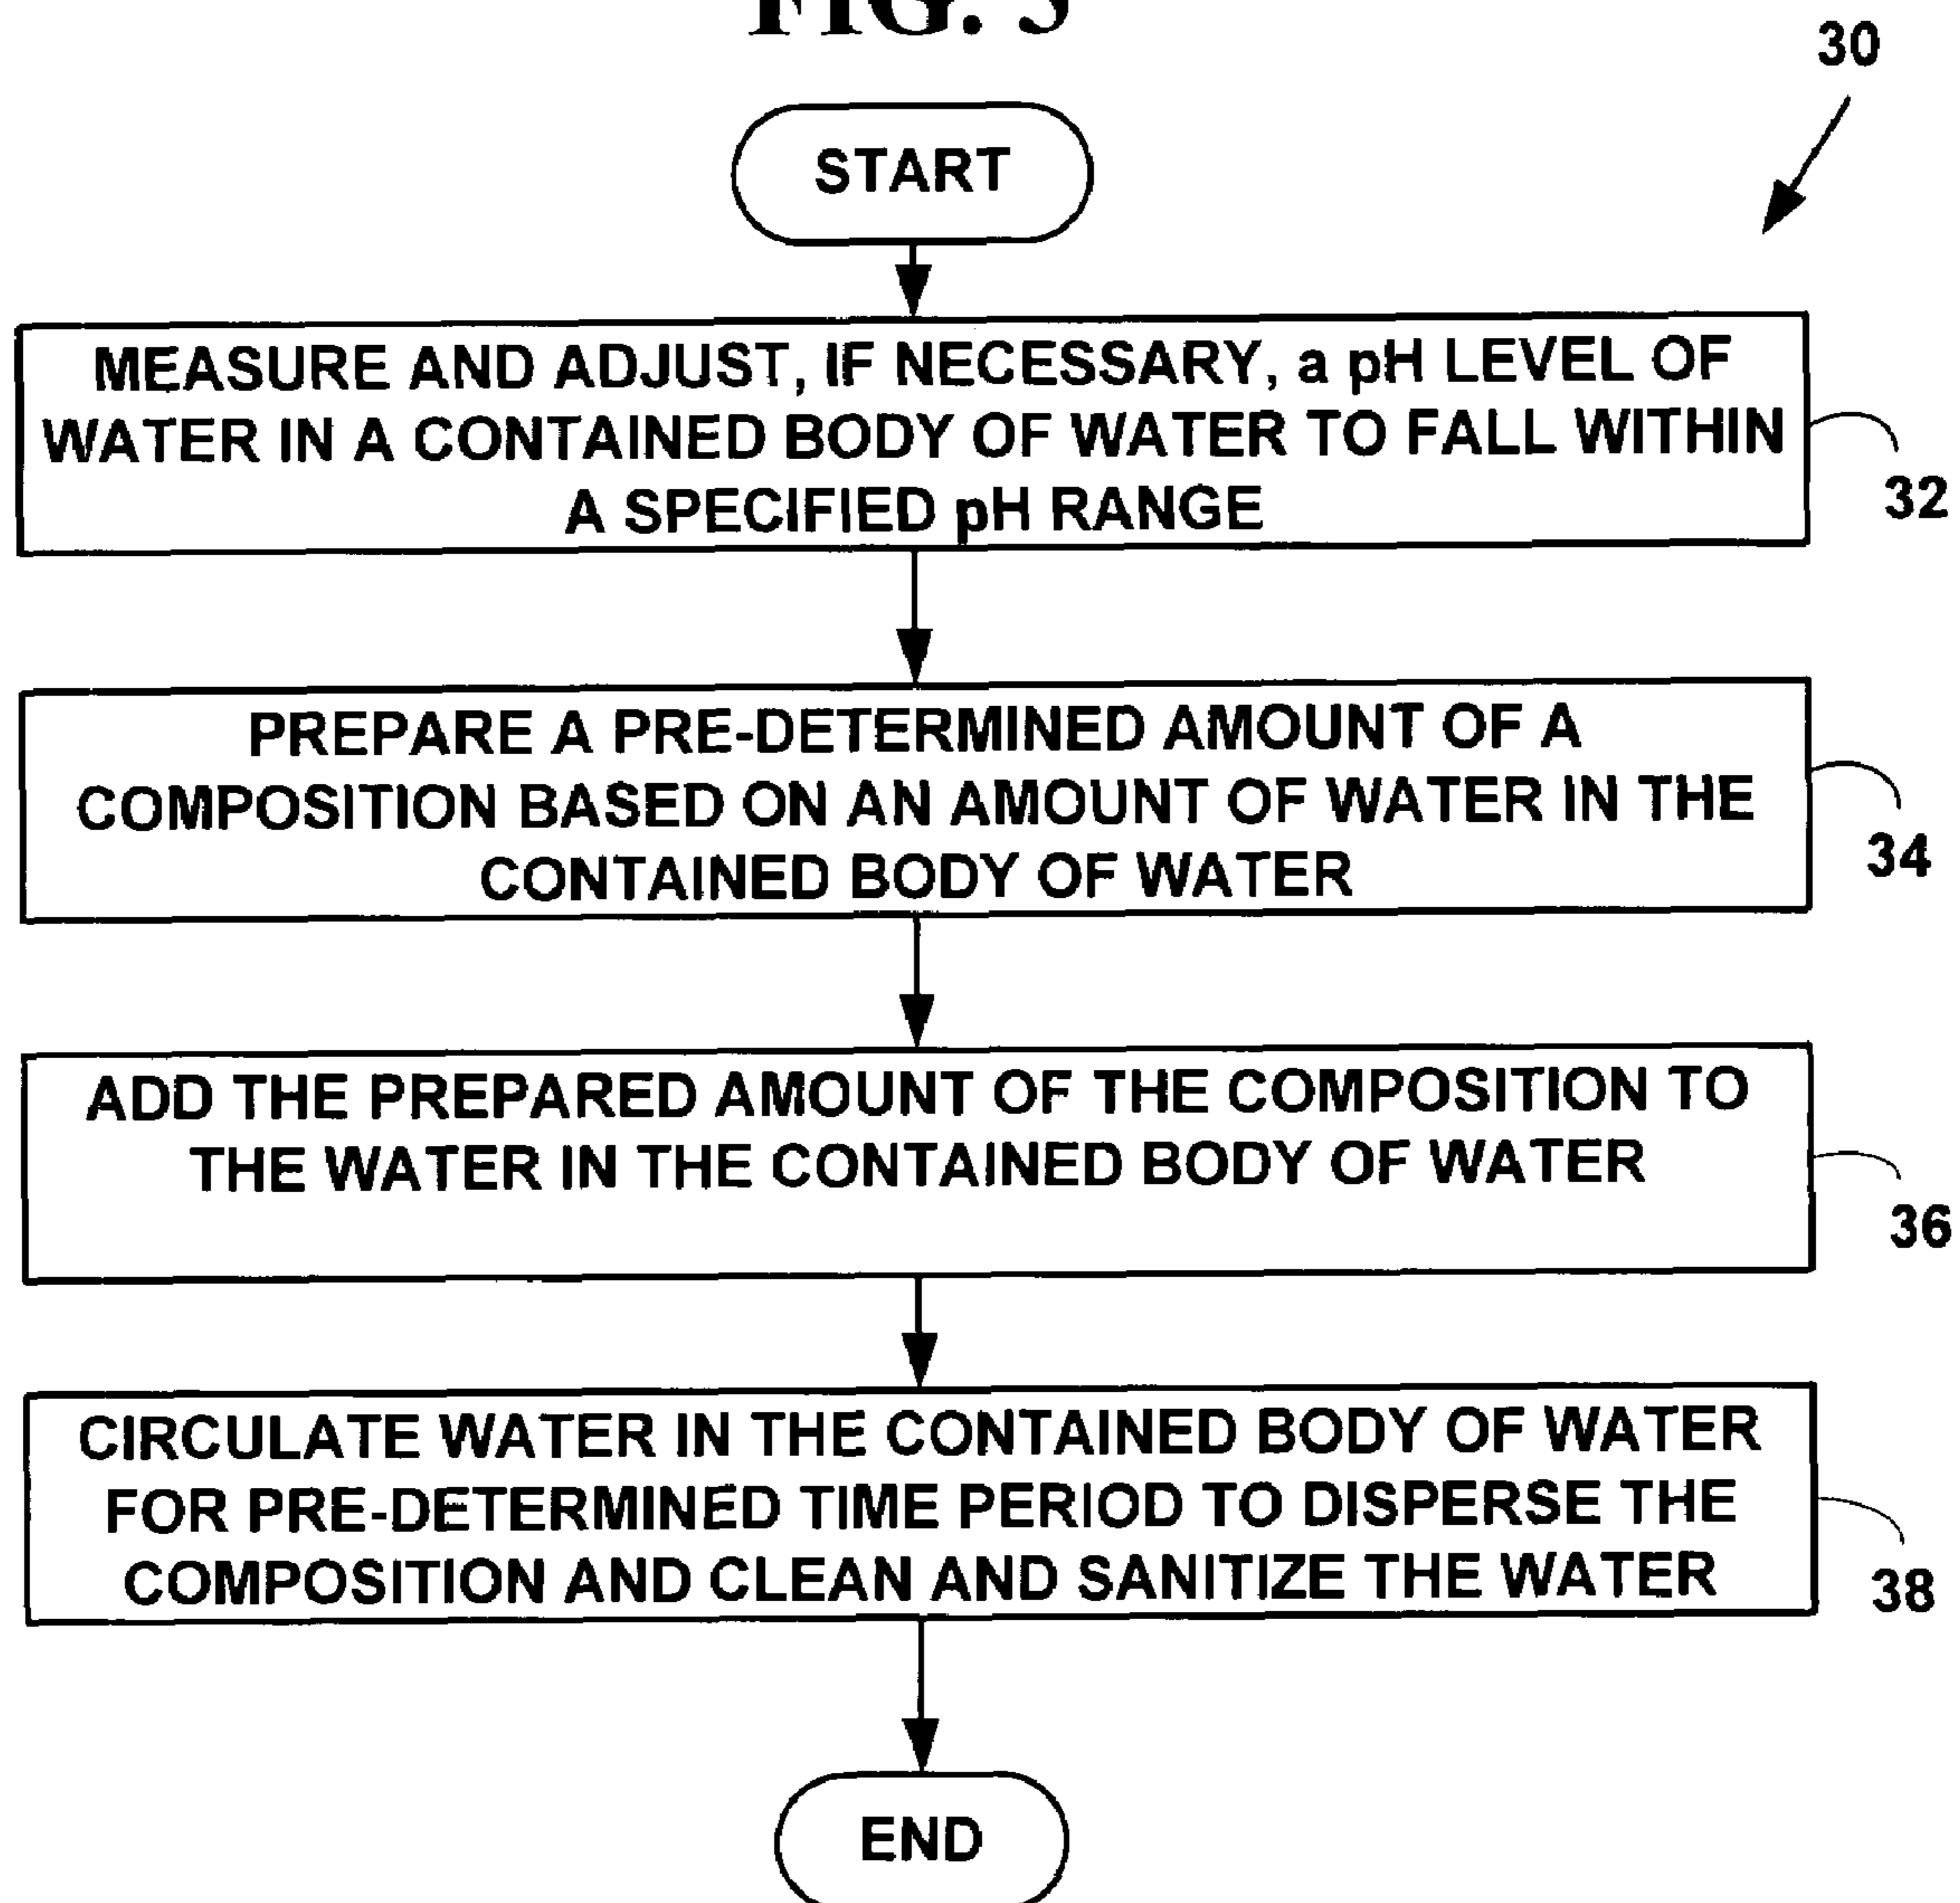 FIG. 3
30
START
MEASURE AND ADJUST, IF NECESSARY, a pH LEVEL OF
WATER IN A CONTAINED BODY OF WATER TO FALL WITHIN
A SPECIFIED pH RANGE
32
PREPARE A PRE-DETERMINED AMOUNT OF A
COMPOSITION BASED ON AN AMOUNT OF WATER IN THE
CONTAINED BODY OF WATER
34
ADD THE PREPARED AMOUNT OF THE COMPOSITION TO
THE WATER IN THE CONTAINED BODY OF WATER
36
CIRCULATE WATER IN THE CONTAINED BODY OF WATER
FOR PRE-DETERMINED TIME PERIOD TO DISPERSE THE
COMPOSITION AND CLEAN AND SANITIZE THE WATER
38
END